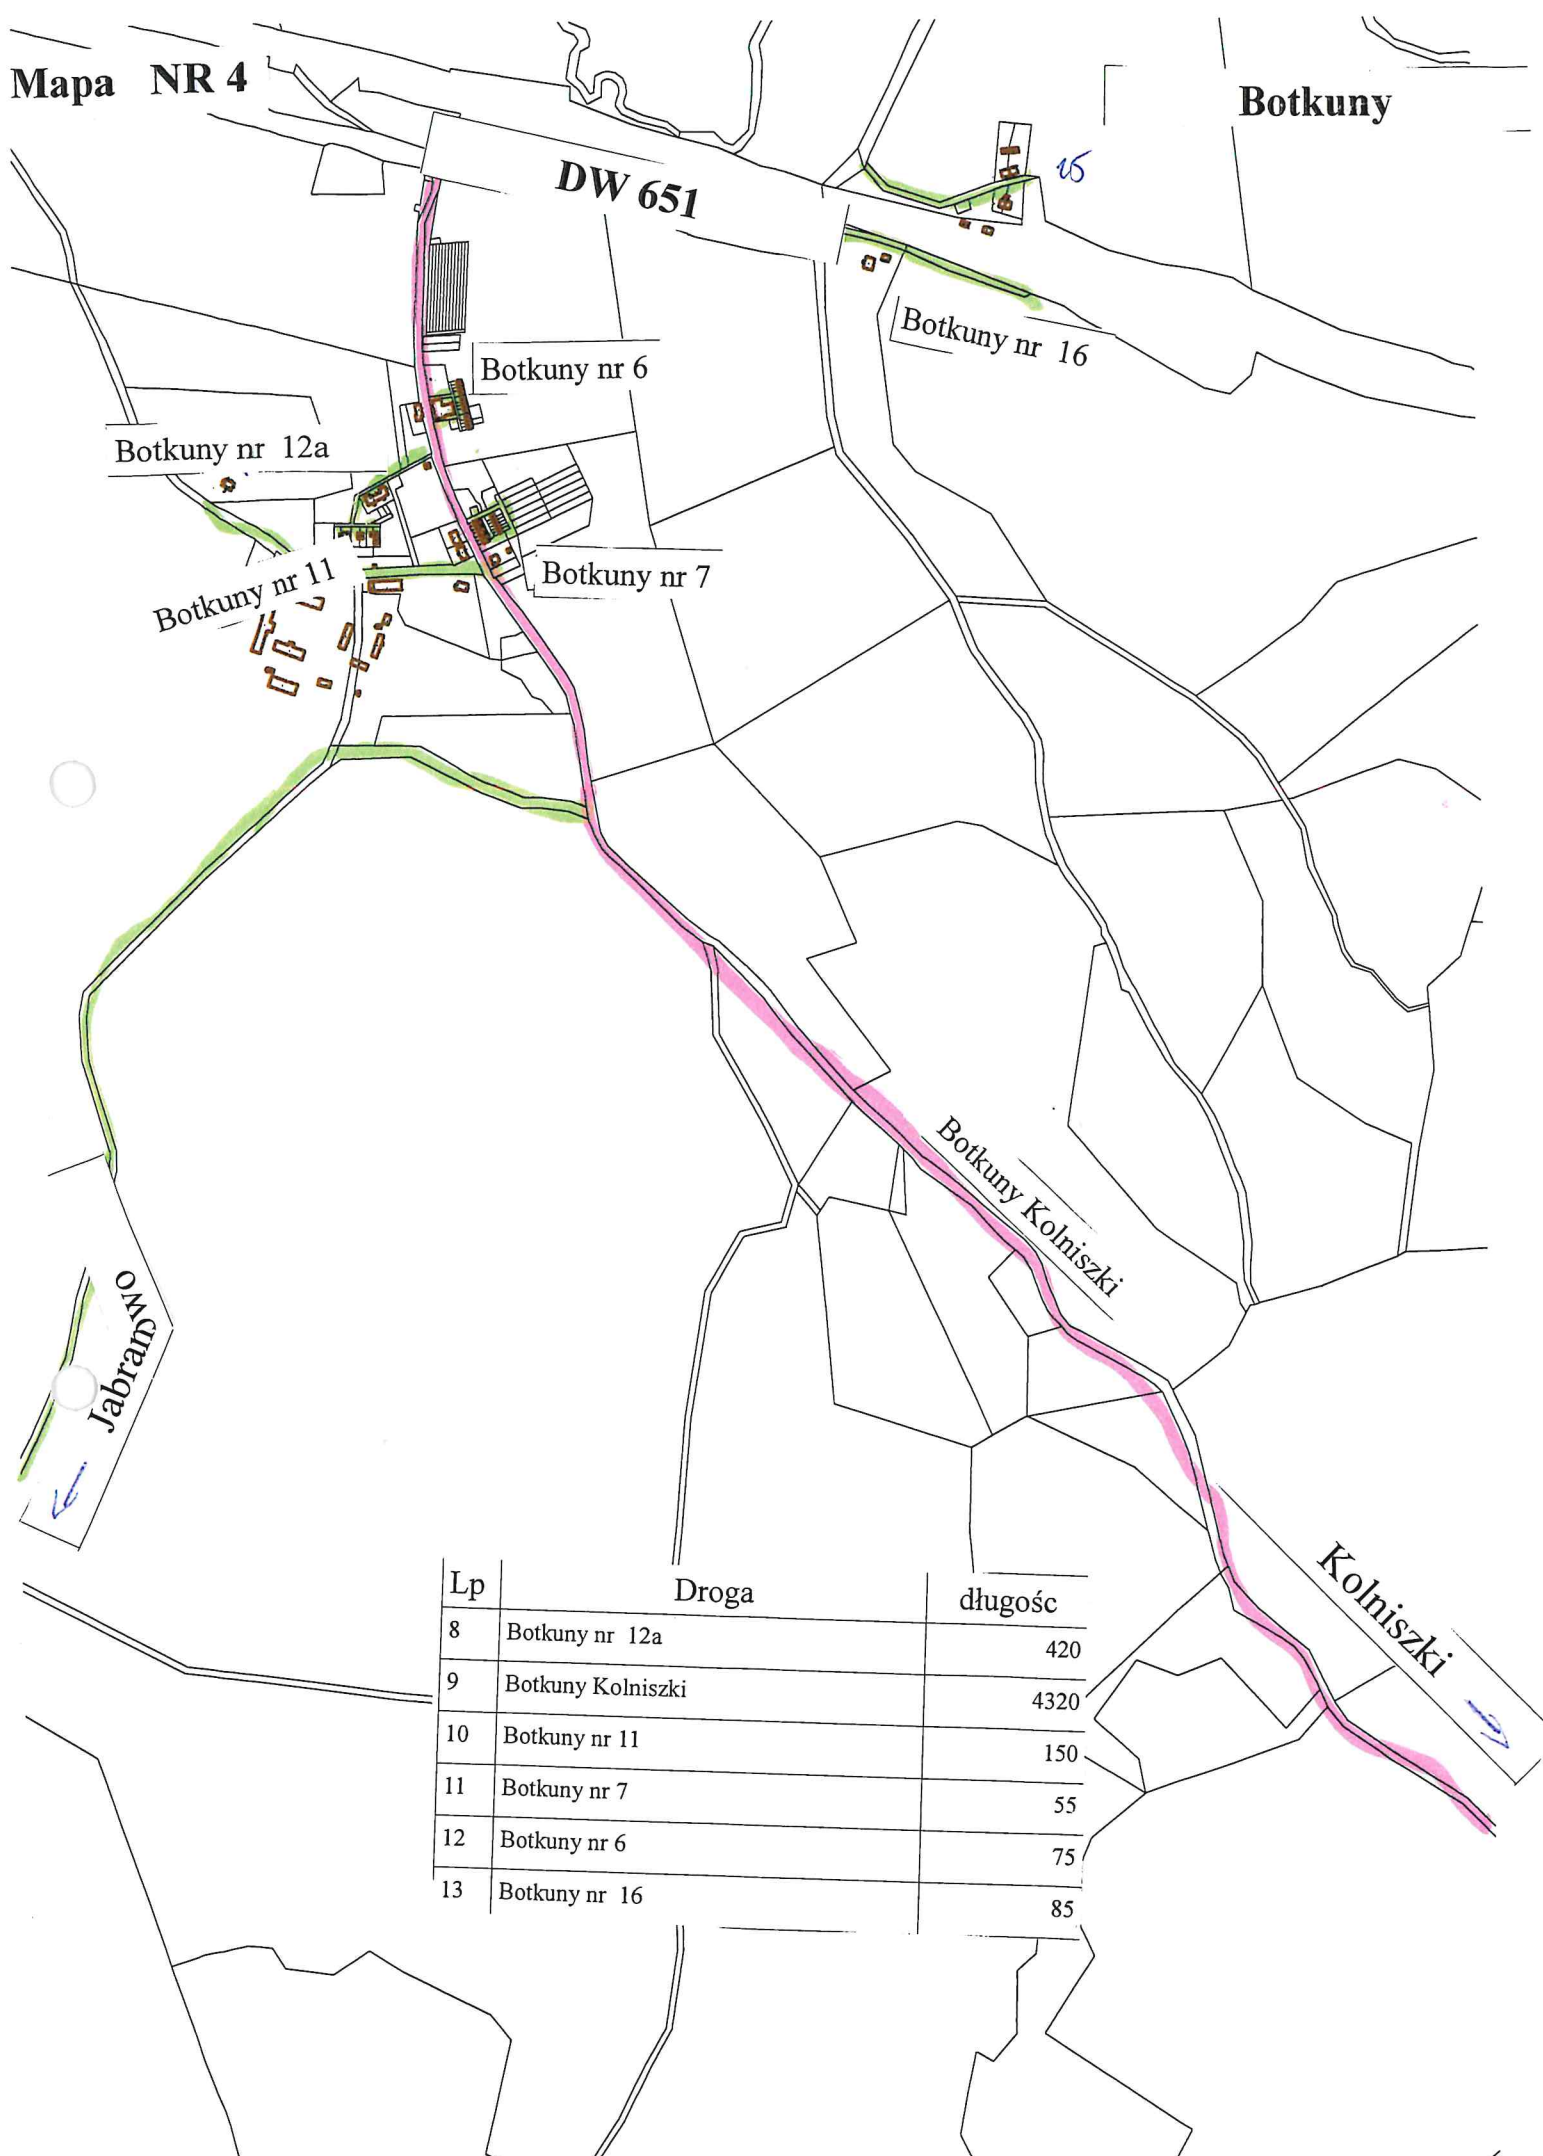 Mapa NR 4
Botkuny
DW 651
15
Botkuny nr 16
Botkuny nr 6
Botkuny nr 12a
Botkuny nr 7
Botkuny nr 11
Botkuny Kolniszki
Jabramowo
Kolniszki
Lp Droga długośc
8 Botkuny nr 12a 420
9 Botkuny Kolniszki 4320
10 Botkuny nr 11 150
11 Botkuny nr 7 55
12 Botkuny nr 6 75
13 Botkuny nr 16 85